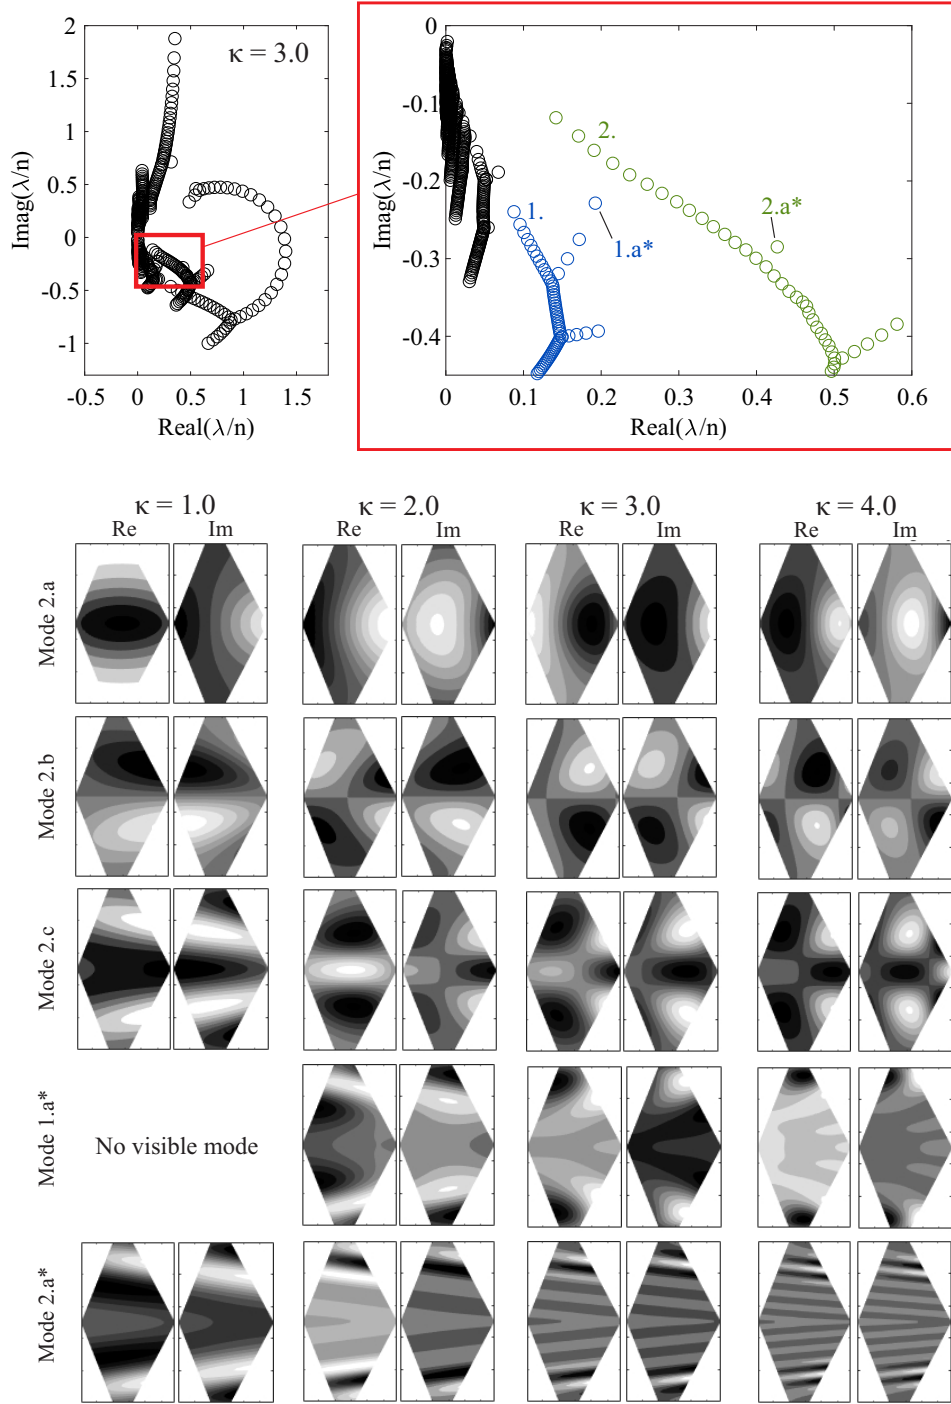 κ = 3.0
2
1.5
1
0.5
0
-0.5
-1
-0.5
0
0.5
1
1.5
Imag(λ/n)
Real(λ/n)
0
-0.1
-0.2
-0.3
-0.4
0
0.1
0.2
0.3
0.4
0.5
0.6
Imag(λ/n)
Real(λ/n)
1.
1.a*
2.
2.a*
κ = 1.0 κ = 2.0 κ = 3.0 κ = 4.0
Re Im Re Im Re Im Re Im
Mode 2.a
Mode 2.b
Mode 2.c
Mode 1.a*
No visible mode
Mode 2.a*